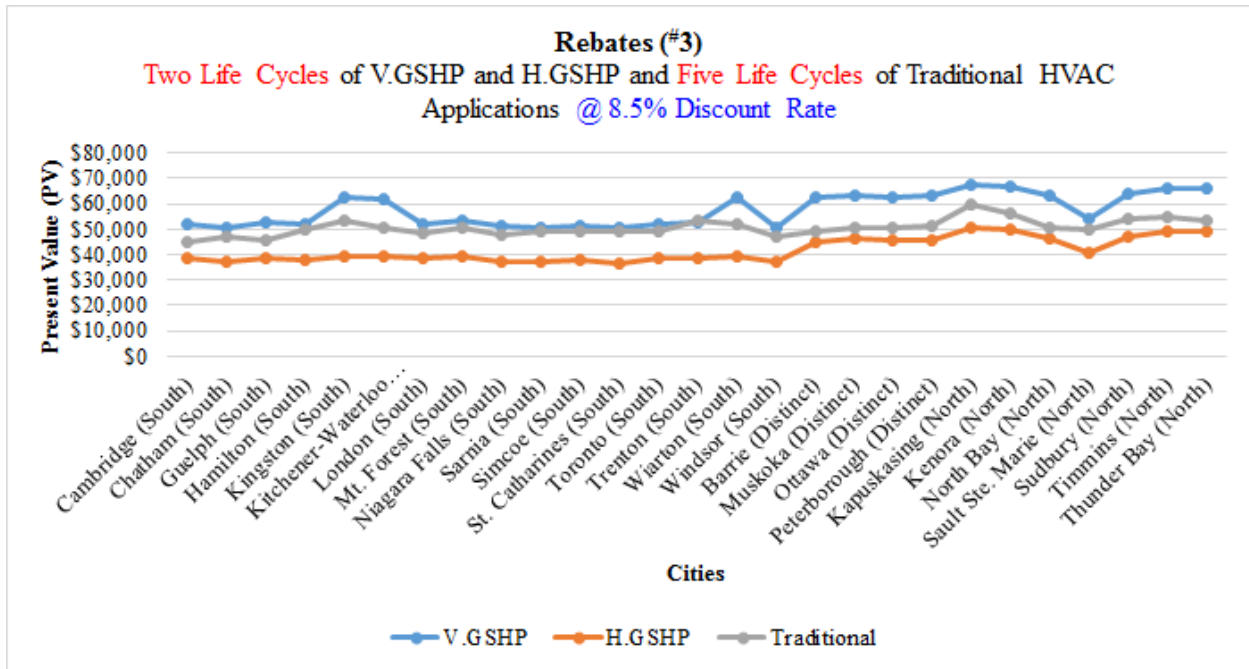 Rebates (#3)
Two Life Cycles of V.GSHP and H.GSHP and Five Life Cycles of Traditional HVAC
Applications @ 8.5% Discount Rate
Present Value (PV)
$80,000
$70,000
$60,000
$50,000
$40,000
$30,000
$20,000
$10,000
$0
Cambridge (South)
Chatham (South)
Guelph (South)
Hamilton (South)
Kingston (South)
Kitchener-Waterloo…
London (South)
Mt. Forest (South)
Niagara Falls (South)
Sarnia (South)
Simcoe (South)
St. Catharines (South)
Toronto (South)
Trenton (South)
Wiarton (South)
Windsor (South)
Barrie (Distinct)
Muskoka (Distinct)
Ottawa (Distinct)
Peterborough (Distinct)
Kapuskasing (North)
Kenora (North)
North Bay (North)
Sault Ste. Marie (North)
Sudbury (North)
Timmins (North)
Thunder Bay (North)
Cities
V.GSHP
H.GSHP
Traditional